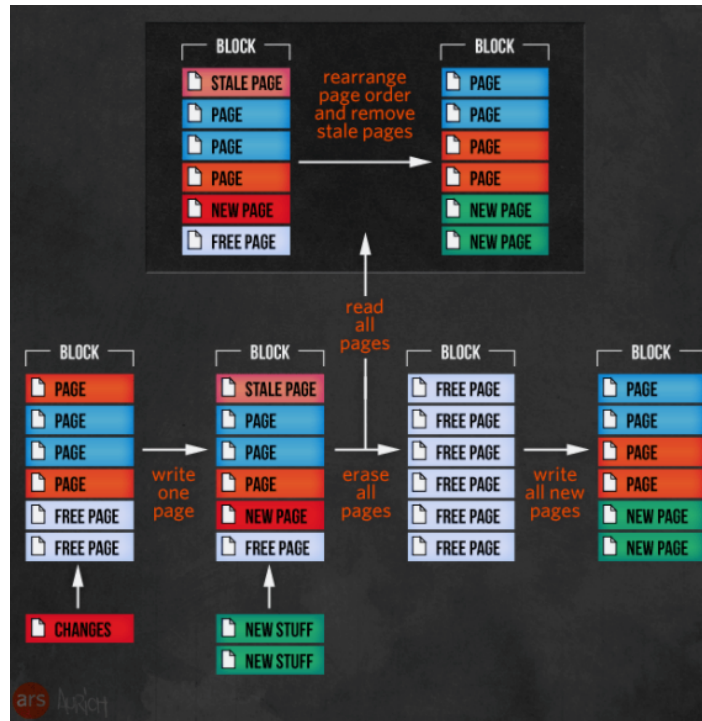 BLOCK
STALE PAGE
PAGE
PAGE
PAGE
NEW PAGE
FREE PAGE
rearrange
page order
and remove
stale pages
BLOCK
PAGE
PAGE
PAGE
PAGE
NEW PAGE
NEW PAGE
read
all
pages
BLOCK
PAGE
PAGE
PAGE
PAGE
FREE PAGE
FREE PAGE
CHANGES
write
one
page
BLOCK
STALE PAGE
PAGE
PAGE
PAGE
NEW PAGE
FREE PAGE
NEW STUFF
NEW STUFF
erase
all
pages
BLOCK
FREE PAGE
FREE PAGE
FREE PAGE
FREE PAGE
FREE PAGE
FREE PAGE
write
all new
pages
BLOCK
PAGE
PAGE
PAGE
PAGE
NEW PAGE
NEW PAGE
ars
AURICH